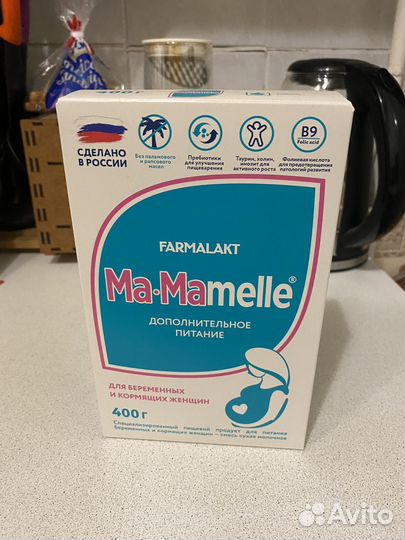 СДЕЛАНО
В РОССИИ
Без пальмового
и рапсового
масел
Пребиотики
для улучшения
пищеварения
Таурин, холин,
инозит для
активного роста
B9
Folic acid
Фолиевая кислота
для предотвращения
патологий развития
FARMALAKT
Ma·Mamelle®
ДОПОЛНИТЕЛЬНОЕ
ПИТАНИЕ
ДЛЯ БЕРЕМЕННЫХ
И КОРМЯЩИХ ЖЕНЩИН
400 г
Специализированный пищевой продукт для питания
беременных и кормящих женщин – смесь сухая молочная
Avito